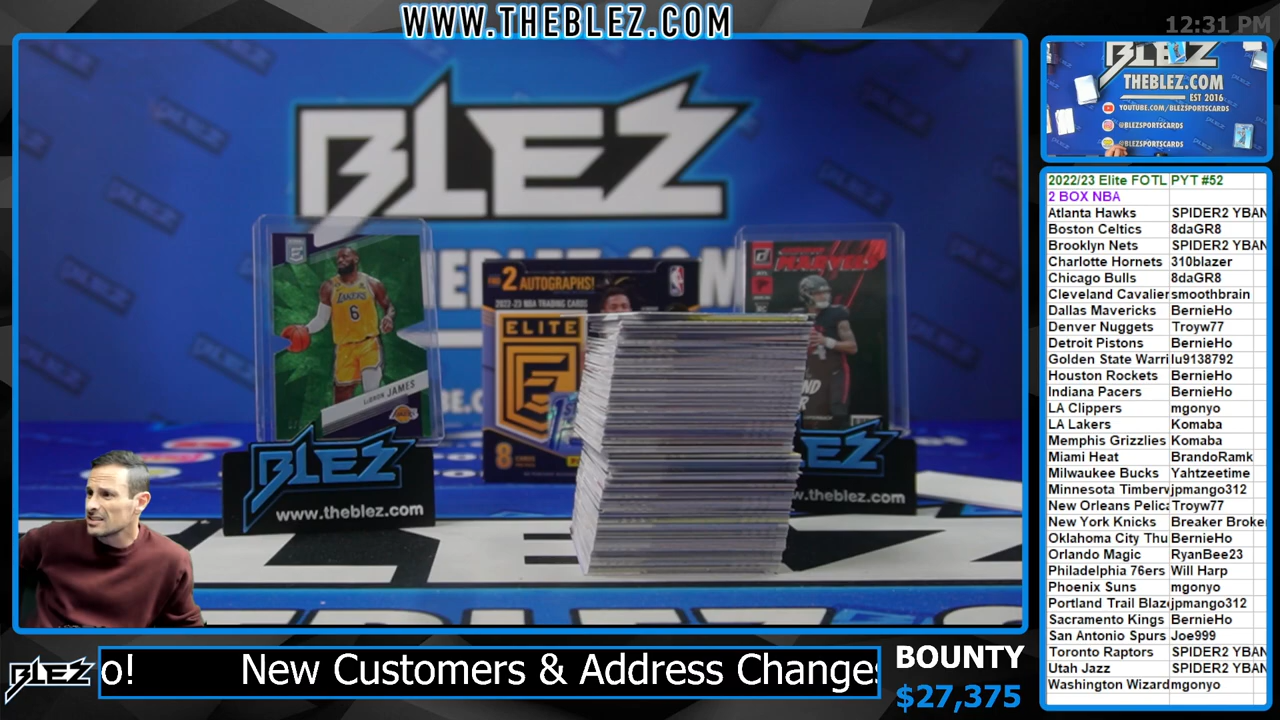 WWW.THEBLEZ.COM
12:31 PM
BLEZ
BLEZ
THEBLEZ.COM
EST 2016
YOUTUBE.COM/BLEZSPORTSCARDS
@BLEZSPORTSCARDS
@BLEZSPORTSCARDS
2022/23 Elite FOTL PYT #52
2 BOX NBA
Atlanta Hawks SPIDER2 YBAN
Boston Celtics 8daGR8
Brooklyn Nets SPIDER2 YBAN
Charlotte Hornets 310blazer
Chicago Bulls 8daGR8
Cleveland Cavalier smoothbrain
Dallas Mavericks BernieHo
Denver Nuggets Troyw77
Detroit Pistons BernieHo
Golden State Warri lu9138792
Houston Rockets BernieHo
Indiana Pacers BernieHo
LA Clippers mgonyo
LA Lakers Komaba
Memphis Grizzlies Komaba
Miami Heat BrandoRamk
Milwaukee Bucks Yahtzeetime
Minnesota Timberv jpmango312
New Orleans Pelica Troyw77
New York Knicks Breaker Broke
Oklahoma City Thu BernieHo
Orlando Magic RyanBee23
Philadelphia 76ers Will Harp
Phoenix Suns mgonyo
Portland Trail Blaz jpmango312
Sacramento Kings BernieHo
San Antonio Spurs Joe999
Toronto Raptors SPIDER2 YBAN
Utah Jazz SPIDER2 YBAN
Washington Wizard mgonyo
LAKERS
6
LEBRON JAMES
2 AUTOGRAPHS!
2022-23 NBA TRADING CARDS
ELITE
8
BLEZ
www.theblez.com
w.theblez.com
BLEZ
o! New Customers & Address Changes
BOUNTY
$27,375